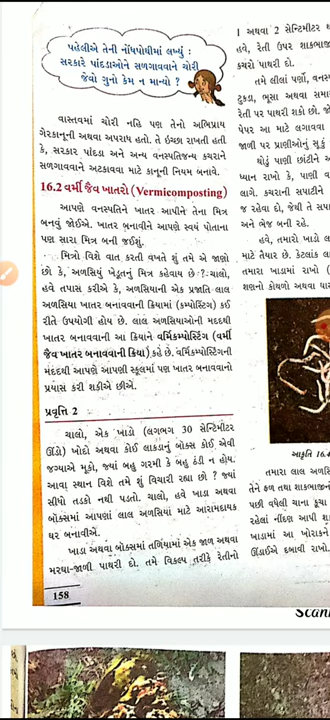 પહેલીએ તેની નોંધપોથીમાં લખ્યું :
સરકારે પાંદડાઓને સળગાવવાને ચોરી
જેવો ગુનો કેમ ન માન્યો ?
વાસ્તવમાં ચોરી નહિ પણ તેનો અભિપ્રાય
ગેરકાનૂની અથવા અપરાધ હતો. તે ઇચ્છા રાખતી હતી
કે, સરકાર પાંદડા અને અન્ય વનસ્પતિજન્ય કચરાને
સળગાવવાને અટકાવવા માટે કાનૂની નિયમ બનાવે.
16.2 વર્મી જૈવ ખાતરો (Vermicomposting)
આપણે વનસ્પતિને ખાતર આપીને તેના મિત્ર
બનવું જોઈએ. ખાતર બનાવીને આપણે સ્વયં પોતાના
પણ સારા મિત્ર બની જઈશું.
મિત્રો વિશે વાત કરતી વખતે શું તમે એ જાણો
છો કે, અળસિયું ખેડૂતનું મિત્ર કહેવાય છે ? ચાલો,
હવે તપાસ કરીએ કે, અળસિયાની એક પ્રજાતિ-લાલ
અળસિયા ખાતર બનાવવાની ક્રિયામાં (કમ્પોસ્ટિંગ) કઈ
રીતે ઉપયોગી હોય છે. લાલ અળસિયાઓની મદદથી
ખાતર બનાવવાની આ ક્રિયાને વર્મિકમ્પોસ્ટિંગ (વર્મી
જૈવ ખાતર બનાવવાની ક્રિયા) કહે છે. વર્મિકમ્પોસ્ટિંગની
મદદથી આપણે આપણી સ્કૂલમાં પણ ખાતર બનાવવાનો
પ્રયાસ કરી શકીએ છીએ.
પ્રવૃત્તિ 2
ચાલો, એક ખાડો (લગભગ 30 સેન્ટિમીટર
ઊંડો) ખોદો અથવા કોઈ લાકડાનું બોક્સ કોઈ એવી
જગ્યાએ મૂકો, જ્યાં બહુ ગરમી કે બહુ ઠંડી ન હોય.
આવા સ્થાન વિશે તમે શું વિચારી રહ્યા છો ? જ્યાં
સીધો તડકો નથી પડતો. ચાલો, હવે ખાડા અથવા
બોક્સમાં આપણાં લાલ અળસિયાં માટે આરામદાયક
ઘર બનાવીએ.
ખાડા અથવા બોક્સમાં તળિયામાં એક જાળ અથવા
મરઘા-જાળી પાથરી દો. તમે વિકલ્પ તરીકે રેતીનો
158
1 અથવા 2 સેન્ટિમીટર
હવે, રેતી ઉપર શાકભાજી
કચરો પાથરી દો.
તમે લીલાં પર્ણો,
ટુકડા, ભૂસા અથવા
રેતી પર પાથરી શકો છો.
પેપર આ માટે લગાવવા
જાળી પર પ્રાણીઓનું સૂકું
થોડું પાણી છાંટીને
ધ્યાન રાખો કે, પાણી
લાગે. કચરાની સપાટીને
જ રહેવા દો, જેથી તે
અને ભેજ બની રહે.
હવે, તમારો ખાડો
માટે તૈયાર છે. કેટલાંક
તમારા ખાડામાં રાખો
શણનો કોથળો અથવા
આકૃતિ 16.4
તમારા લાલ
તેને ફળ તથા શાકભાજીનો
પછી વધેલી ચાના કૂચા
રહેલાં નીંદણ આપી
ખાડામાં આ ખોરાકને
ઊંડાઈએ દબાવી રાખો.